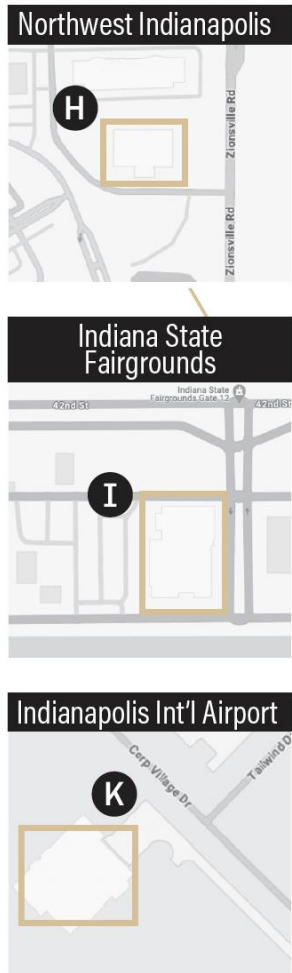 Northwest Indianapolis
H
Zionsville Rd
Zionsville Rd
Indiana State
Fairgrounds
Indiana State
Fairgrounds Gate 12
42nd St
42nd St
I
Indianapolis Int'l Airport
Corp Village Dr
Tailwind D
K